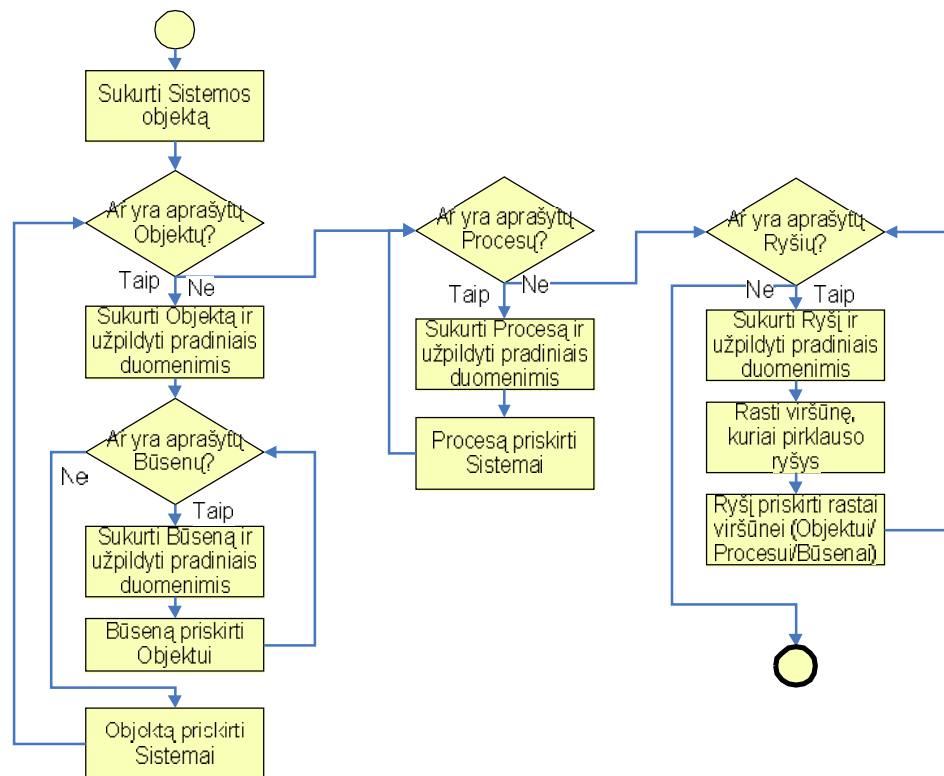 Sukurti Sistemos
objektą
Ar yra aprašytų
Objektų?
Taip
Ne
Sukurti Objektą ir
užpildyti pradiniais
duomenimis
Ar yra aprašytų
Būsenų?
Ne
Taip
Sukurti Būseną ir
užpildyti pradiniais
duomenimis
Būseną priskirti
Objektui
Objektą priskirti
Sistemai
Ar yra aprašytų
Procesų?
Taip
Ne
Sukurti Procesą ir
užpildyti pradiniais
duomenimis
Procesą priskirti
Sistemai
Ar yra aprašytų
Ryšių?
Ne
Taip
Sukurti Ryšį ir
užpildyti pradiniais
duomenimis
Rasti viršūnę,
kuriai pirklauso
ryšys
Ryšį priskirti rastai
viršūnei (Objektui/
Procesui/Būsenai)